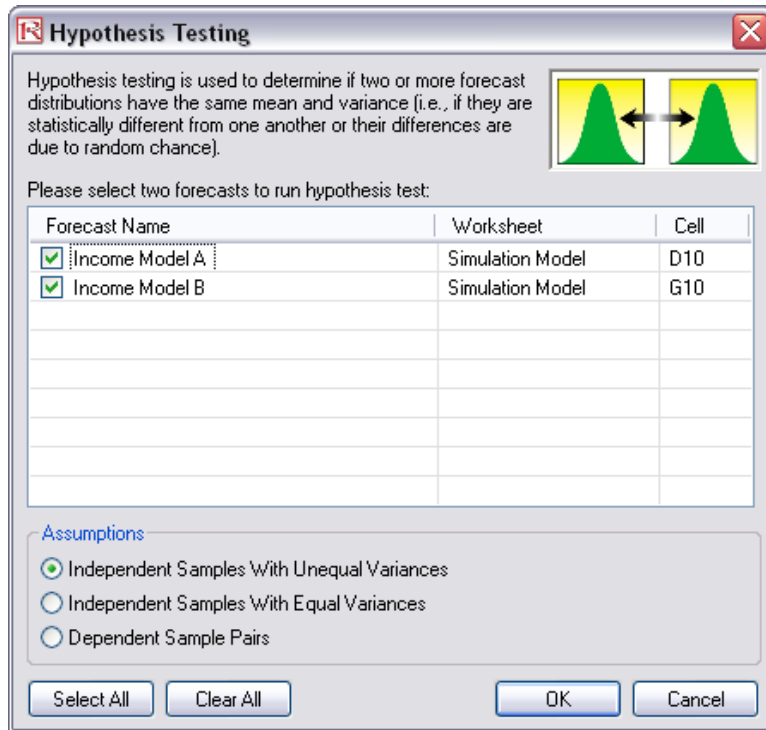 Hypothesis Testing
Hypothesis testing is used to determine if two or more forecast
distributions have the same mean and variance (i.e., if they are
statistically different from one another or their differences are
due to random chance).
Please select two forecasts to run hypothesis test:
Forecast Name Worksheet Cell
Income Model A Simulation Model D10
Income Model B Simulation Model G10
Assumptions
Independent Samples With Unequal Variances
Independent Samples With Equal Variances
Dependent Sample Pairs
Select All Clear All OK Cancel